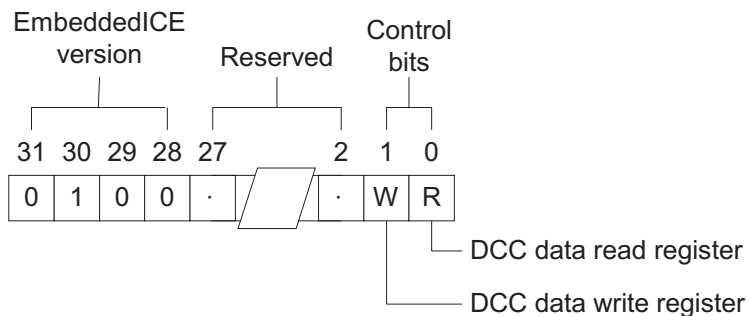 EmbeddedICE
version
Reserved
Control
bits
31 30 29 28 27 2 1 0
0 1 0 0 · · W R
DCC data read register
DCC data write register